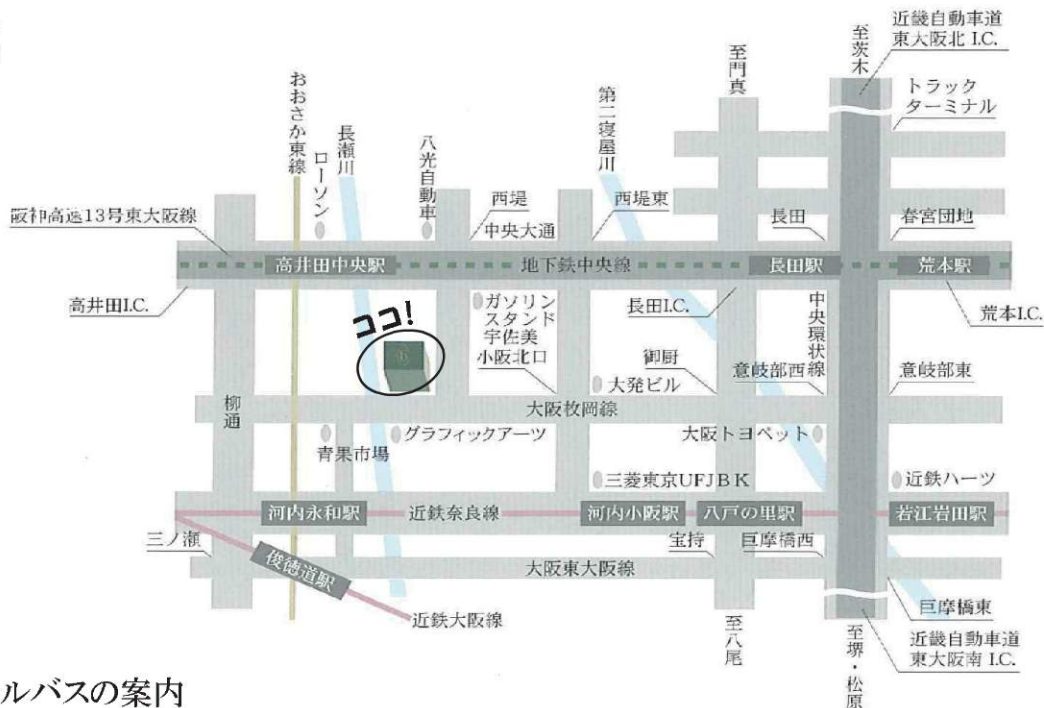 近畿自動車道
東大阪北 I.C.
至茨木
至門真
トラック
ターミナル
おおさか東線
ローソン
長瀬川
八光自動車
第二寝屋川
阪神高速13号東大阪線
西堤
中央大通
西堤東
長田
春宮団地
高井田中央駅
地下鉄中央線
長田駅
荒本駅
高井田I.C.
ココ!
ガソリン
スタンド
宇佐美
小阪北口
長田I.C.
中央環状線
荒本I.C.
御厨
意岐部西
意岐部東
大発ビル
柳通
大阪枚岡線
青果市場
グラフィックアーツ
大阪トヨペット
三菱東京UFJBK
近鉄ハーツ
河内永和駅
近鉄奈良線
河内小阪駅
八戸の里駅
若江岩田駅
三ノ瀬
俊徳道駅
宝持
巨摩橋西
大阪東大阪線
近鉄大阪線
至八尾
巨摩橋東
至堺・松原
近畿自動車道
東大阪南 I.C.
ルバスの案内